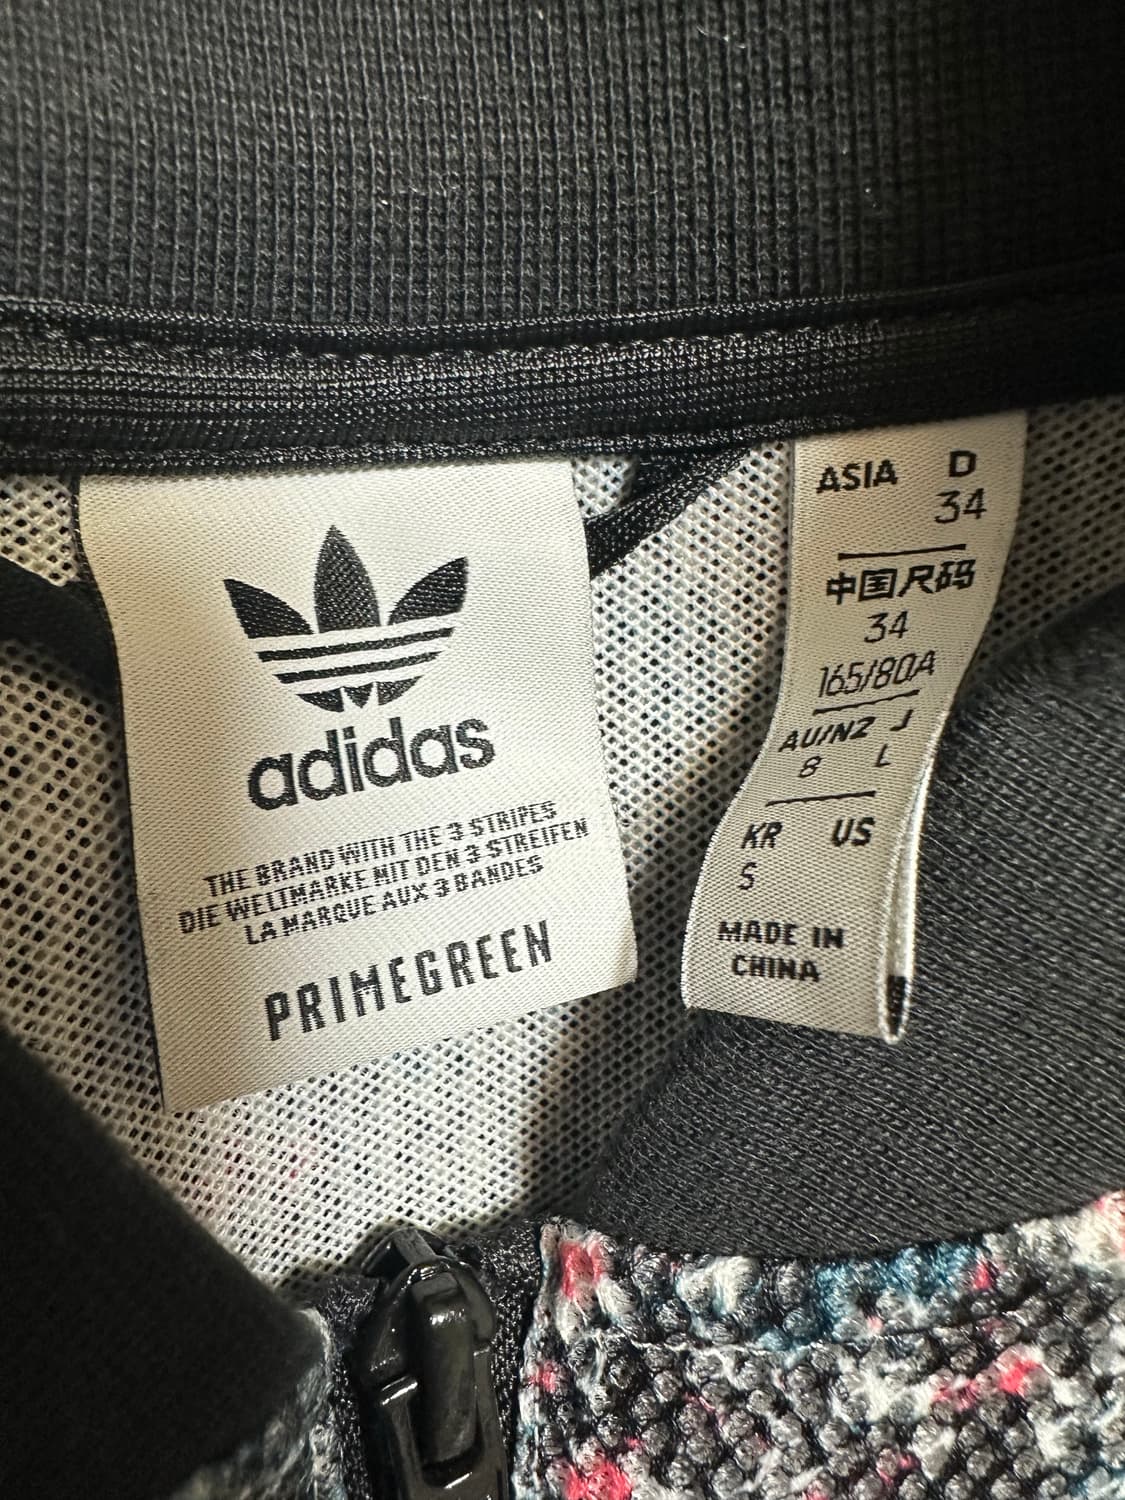 adidas
THE BRAND WITH THE 3 STRIPES
DIE WELTMARKE MIT DEN 3 STREIFEN
LA MARQUE AUX 3 BANDES
PRIMEGREEN
ASIA D
34
中国尺码
34
165/80A
AU/NZ J
8 L
KR US
S
MADE IN
CHINA